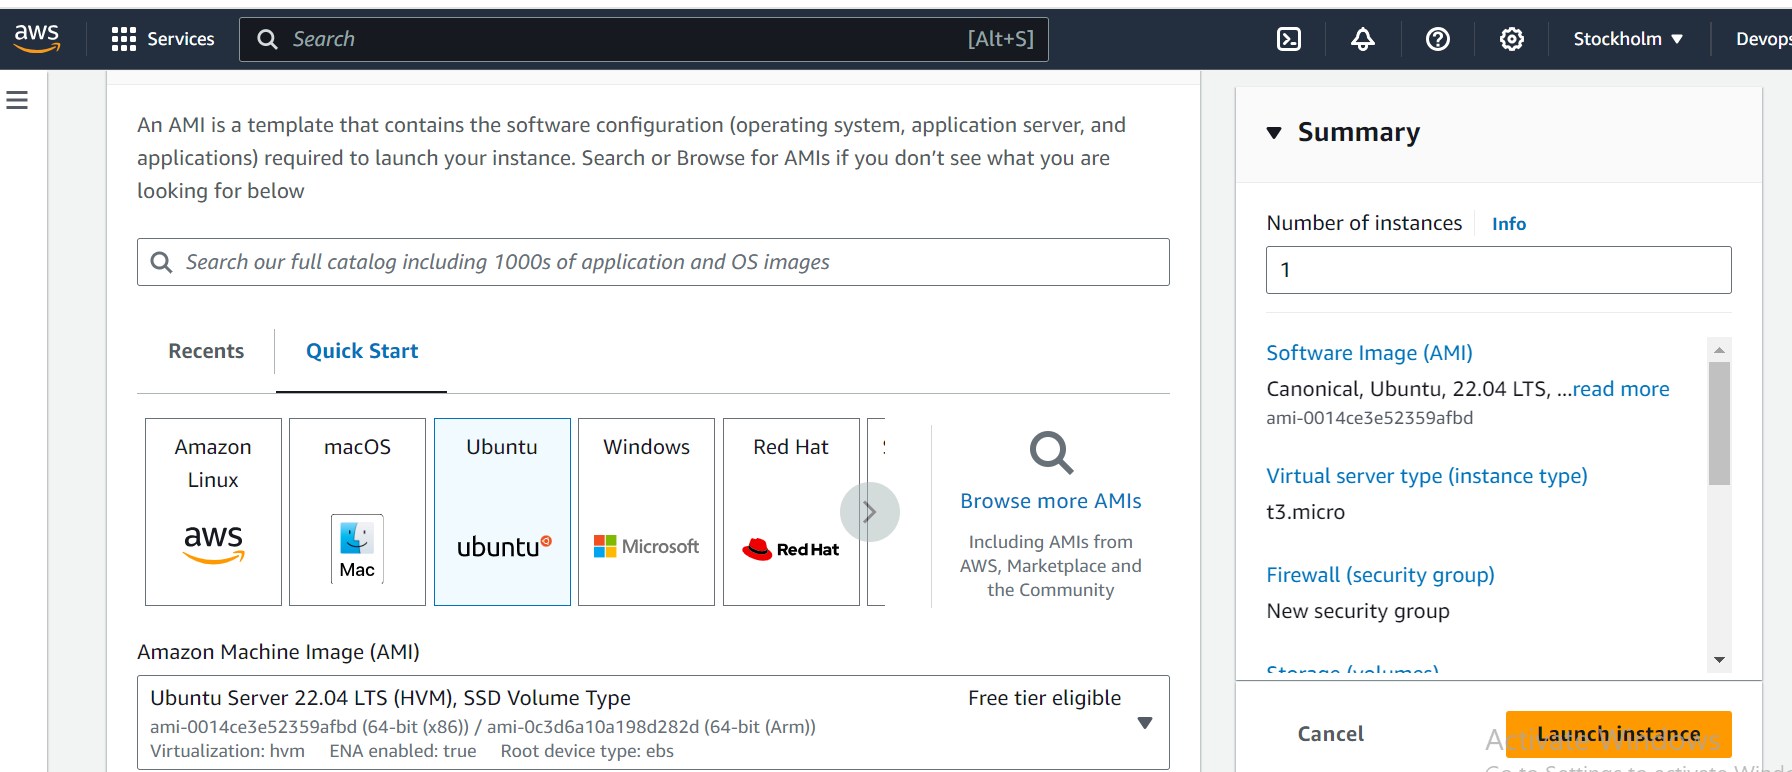 aws
Services
Search
[Alt+S]
Stockholm
Devops
An AMI is a template that contains the software configuration (operating system, application server, and
applications) required to launch your instance. Search or Browse for AMIs if you don’t see what you are
looking for below
Search our full catalog including 1000s of application and OS images
Recents
Quick Start
Amazon
Linux
aws
macOS
Mac
Ubuntu
ubuntu
Windows
Microsoft
Red Hat
Red Hat
Browse more AMIs
Including AMIs from
AWS, Marketplace and
the Community
Amazon Machine Image (AMI)
Ubuntu Server 22.04 LTS (HVM), SSD Volume Type
Free tier eligible
ami-0014ce3e52359afbd (64-bit (x86)) / ami-0c3d6a10a198d282d (64-bit (Arm))
Virtualization: hvm ENA enabled: true Root device type: ebs
Summary
Number of instances
Info
1
Software Image (AMI)
Canonical, Ubuntu, 22.04 LTS, ...read more
ami-0014ce3e52359afbd
Virtual server type (instance type)
t3.micro
Firewall (security group)
New security group
Storage (volumes)
Cancel
Launch instance
Activate Windows
Go to Settings to activate